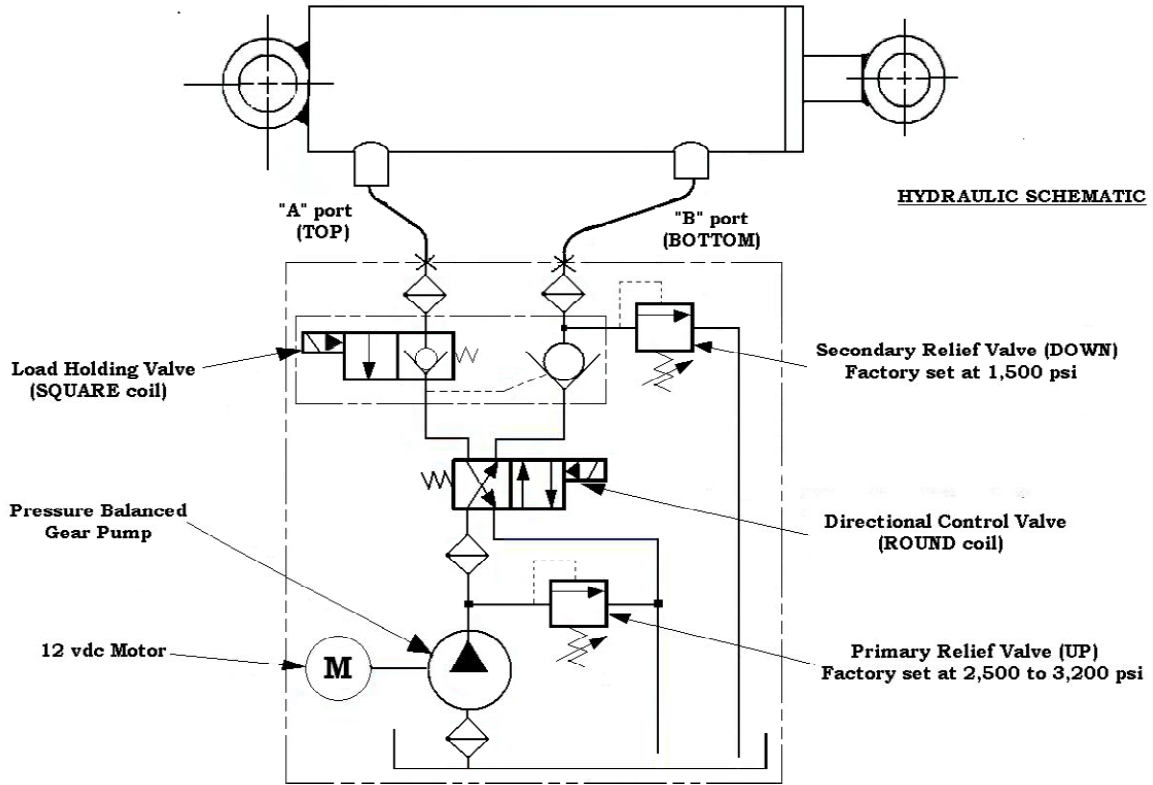 "A" port
(TOP)
"B" port
(BOTTOM)
HYDRAULIC SCHEMATIC
Load Holding Valve
(SQUARE coil)
Secondary Relief Valve (DOWN)
Factory set at 1,500 psi
Pressure Balanced
Gear Pump
Directional Control Valve
(ROUND coil)
12 vdc Motor
M
Primary Relief Valve (UP)
Factory set at 2,500 to 3,200 psi